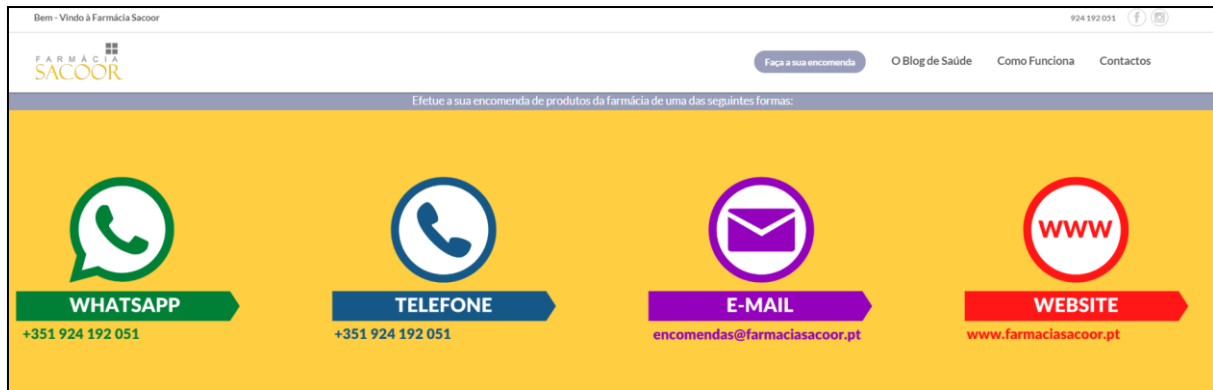 Bem - Vindo à Farmácia Sacoor
924 192 051
FARMÁCIA
SACOOR
Faça a sua encomenda
O Blog de Saúde
Como Funciona
Contactos
Efetue a sua encomenda de produtos da farmácia de uma das seguintes formas:
WWW
WHATSAPP
TELEFONE
E-MAIL
WEBSITE
+351 924 192 051
+351 924 192 051
encomendas@farmaciasacoor.pt
www.farmaciasacoor.pt